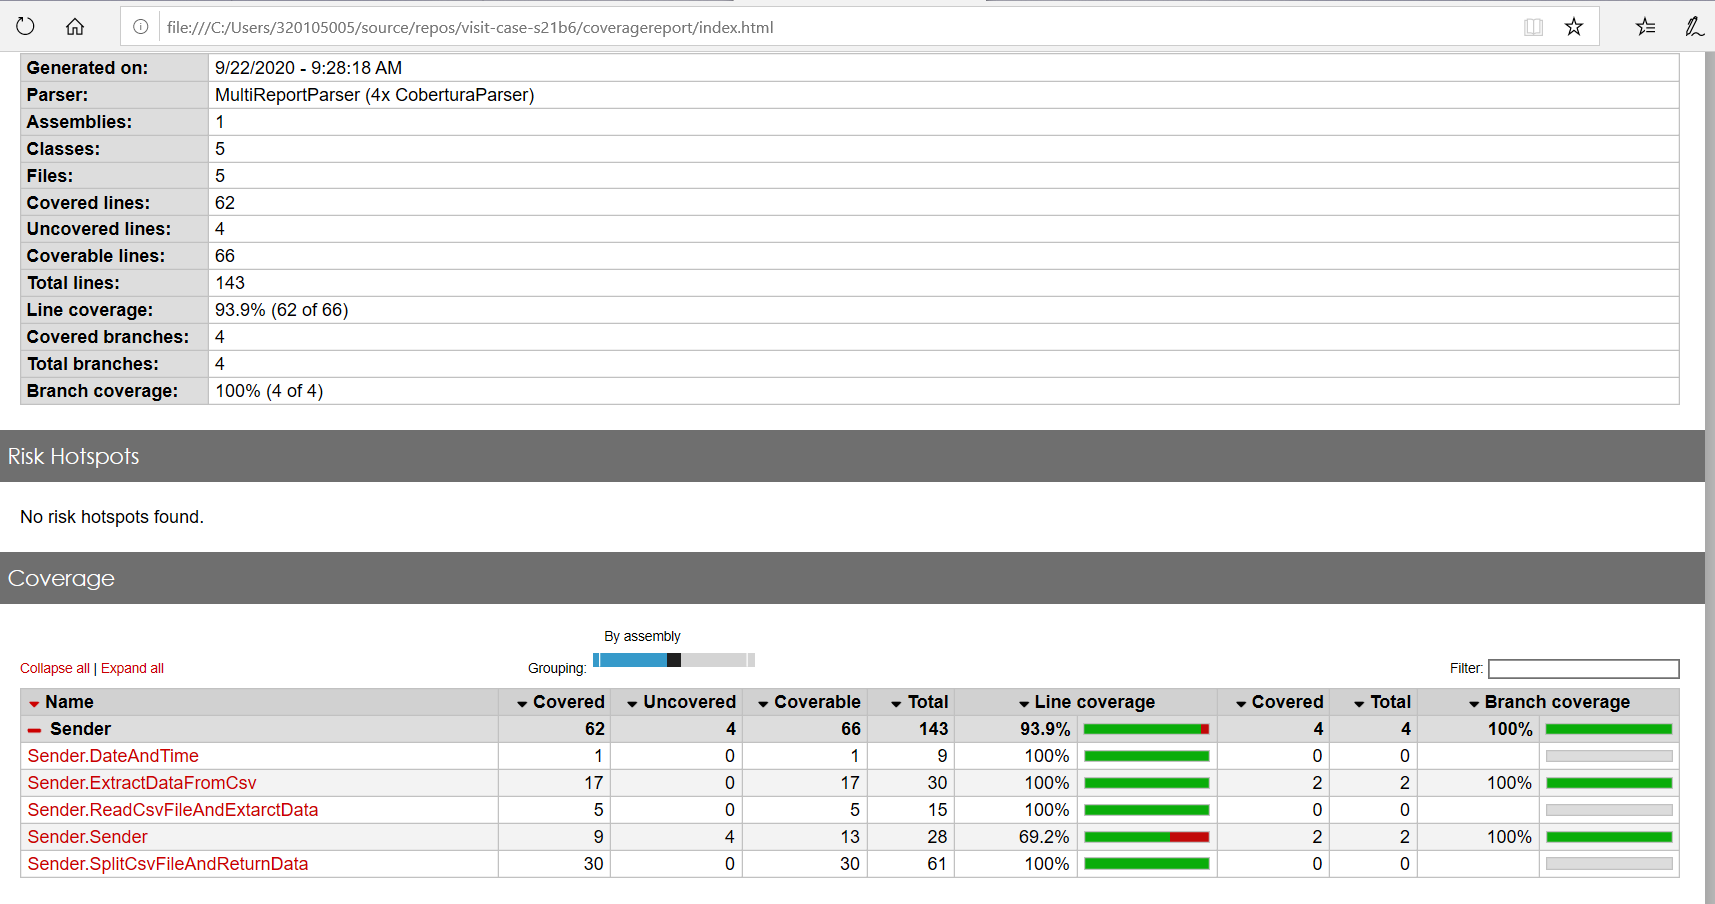 file:///C:/Users/320105005/source/repos/visit-case-s21b6/coveragereport/index.html
Generated on: 9/22/2020 - 9:28:18 AM
Parser: MultiReportParser (4x CoberturaParser)
Assemblies: 1
Classes: 5
Files: 5
Covered lines: 62
Uncovered lines: 4
Coverable lines: 66
Total lines: 143
Line coverage: 93.9% (62 of 66)
Covered branches: 4
Total branches: 4
Branch coverage: 100% (4 of 4)
Risk Hotspots
No risk hotspots found.
Coverage
By assembly
Collapse all | Expand all Grouping: Filter:
Name Covered Uncovered Coverable Total Line coverage Covered Total Branch coverage
Sender 62 4 66 143 93.9% 4 4 100%
Sender.DateAndTime 1 0 1 9 100% 0 0
Sender.ExtractDataFromCsv 17 0 17 30 100% 2 2 100%
Sender.ReadCsvFileAndExtarctData 5 0 5 15 100% 0 0
Sender.Sender 9 4 13 28 69.2% 2 2 100%
Sender.SplitCsvFileAndReturnData 30 0 30 61 100% 0 0